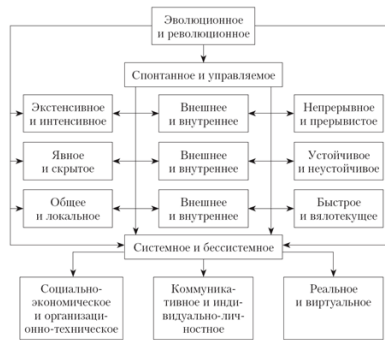 Эволюционное
и революционное
Спонтанное и управляемое
Экстенсивное
и интенсивное
Внешнее
и внутреннее
Непрерывное
и прерывистое
Явное
и скрытое
Внешнее
и внутреннее
Устойчивое
и неустойчивое
Общее
и локальное
Внешнее
и внутреннее
Быстрое
и вялотекущее
Системное и бессистемное
Социально-
экономическое
и организаци-
онно-техническое
Коммуника-
тивное и инди-
видуально-лич-
ностное
Реальное
и виртуальное